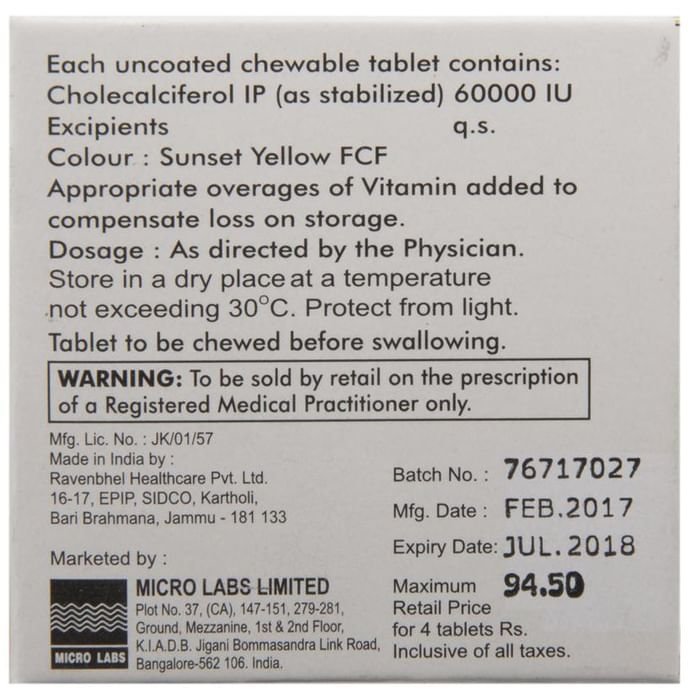 Each uncoated chewable tablet contains:
Cholecalciferol IP (as stabilized) 60000 IU
Excipients q.s.
Colour : Sunset Yellow FCF
Appropriate overages of Vitamin added to
compensate loss on storage.
Dosage : As directed by the Physician.
Store in a dry place at a temperature
not exceeding 30°C. Protect from light.
Tablet to be chewed before swallowing.
WARNING: To be sold by retail on the prescription
of a Registered Medical Practitioner only.
Mfg. Lic. No. : JK/01/57
Made in India by :
Ravenbhel Healthcare Pvt. Ltd.
16-17, EPIP, SIDCO, Kartholi,
Bari Brahmana, Jammu - 181 133
Batch No. : 76717027
Mfg. Date : FEB.2017
Expiry Date: JUL.2018
Maximum 94.50
Retail Price
for 4 tablets Rs.
Inclusive of all taxes.
Marketed by :
MICRO LABS LIMITED
Plot No. 37, (CA), 147-151, 279-281,
Ground, Mezzanine, 1st & 2nd Floor,
K.I.A.D.B. Jigani Bommasandra Link Road,
Bangalore-562 106. India.
MICRO LABS